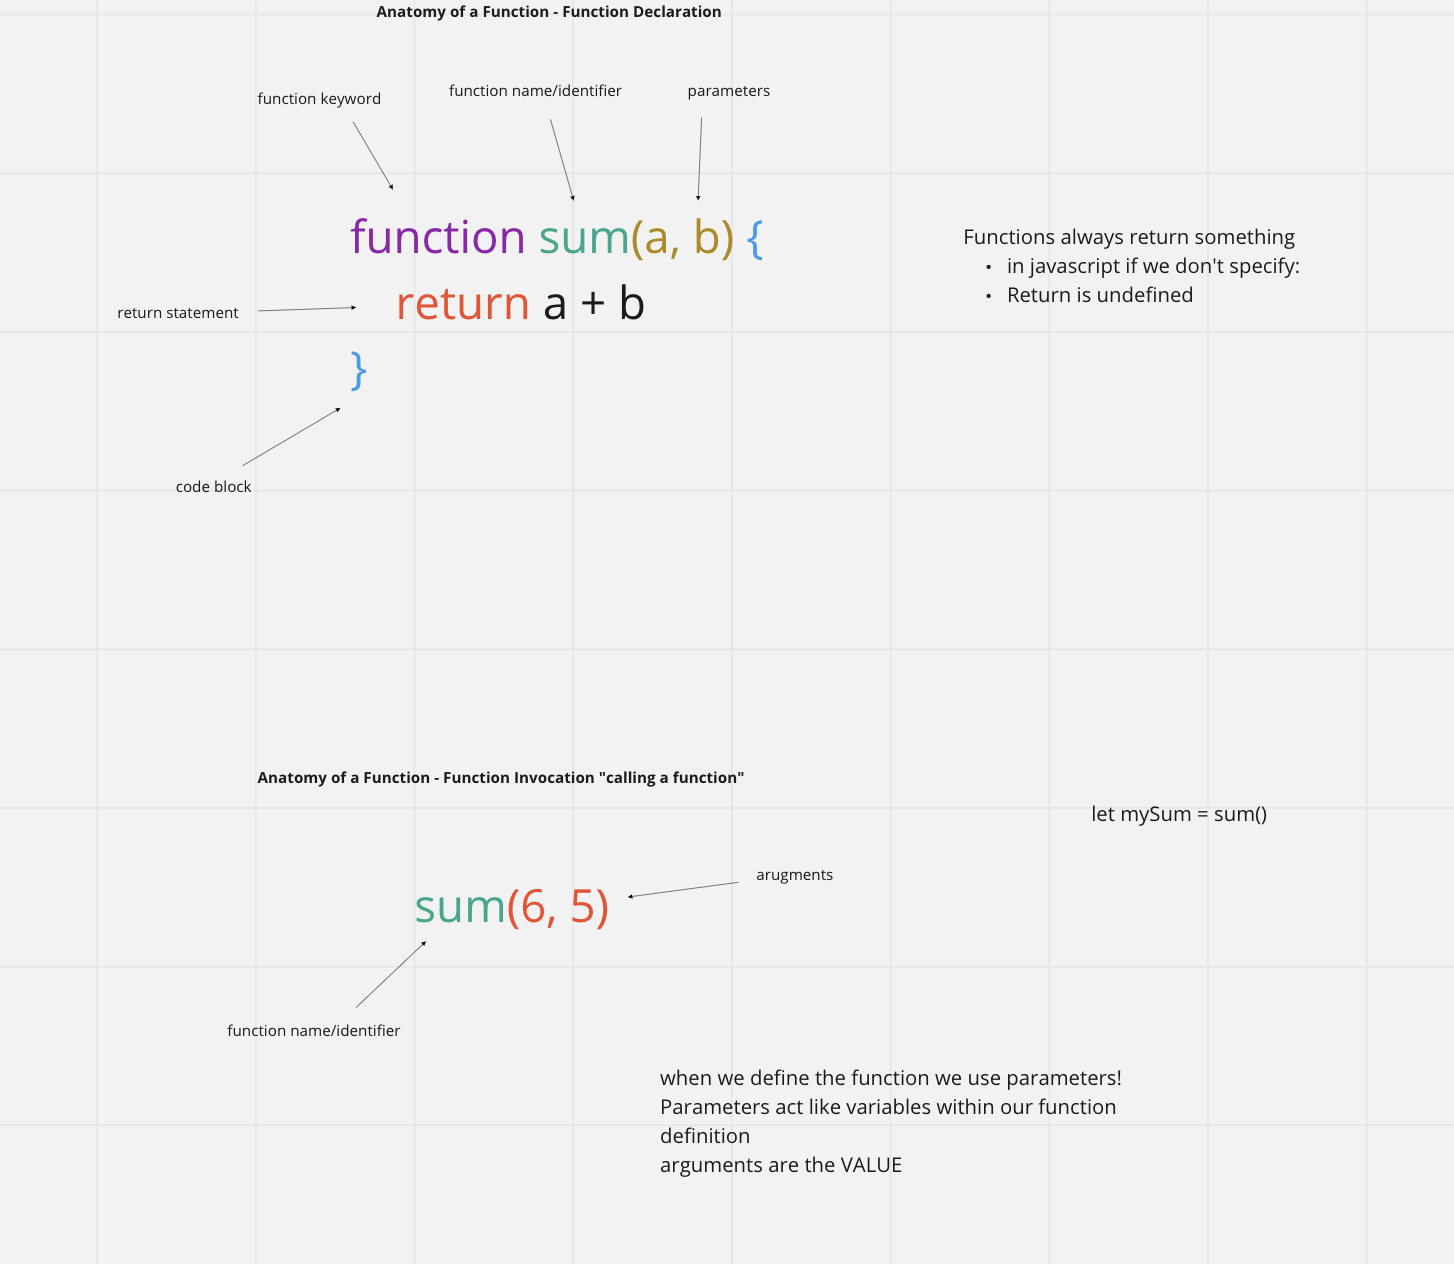 Anatomy of a Function - Function Declaration
function keyword
function name/identifier
parameters
function sum(a, b) {
return a + b
}
return statement
code block
Functions always return something
• in javascript if we don't specify:
• Return is undefined
Anatomy of a Function - Function Invocation "calling a function"
let mySum = sum()
arugments
sum(6, 5)
function name/identifier
when we define the function we use parameters!
Parameters act like variables within our function
definition
arguments are the VALUE